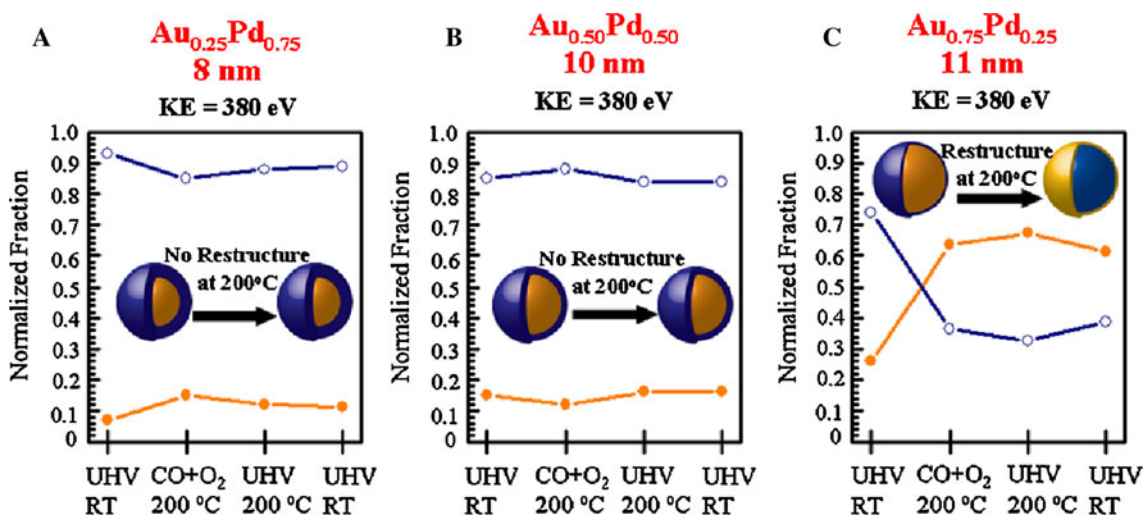 A
Au0.25Pd0.75
8 nm
KE = 380 eV
Normalized Fraction
1.0
0.9
0.8
0.7
0.6
0.5
0.4
0.3
0.2
0.1
0
No Restructure
at 200°C
UHV RT
CO+O2 200 °C
UHV 200 °C
UHV RT
B
Au0.50Pd0.50
10 nm
KE = 380 eV
Normalized Fraction
1.0
0.9
0.8
0.7
0.6
0.5
0.4
0.3
0.2
0.1
0
No Restructure
at 200°C
UHV RT
CO+O2 200 °C
UHV 200 °C
UHV RT
C
Au0.75Pd0.25
11 nm
KE = 380 eV
Normalized Fraction
1.0
0.9
0.8
0.7
0.6
0.5
0.4
0.3
0.2
0.1
0
Restructure
at 200°C
UHV RT
CO+O2 200 °C
UHV 200 °C
UHV RT